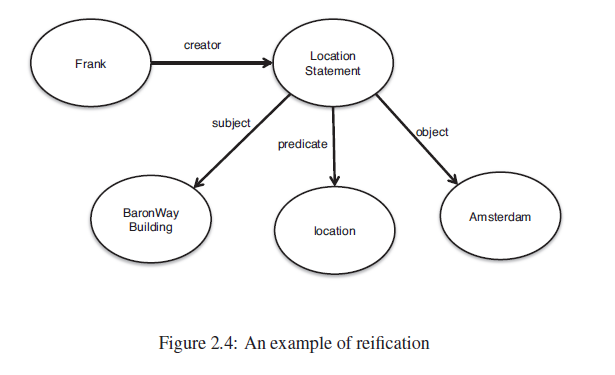 Frank
creator
Location
Statement
subject
predicate
object
BaronWay
Building
location
Amsterdam
Figure 2.4: An example of reification